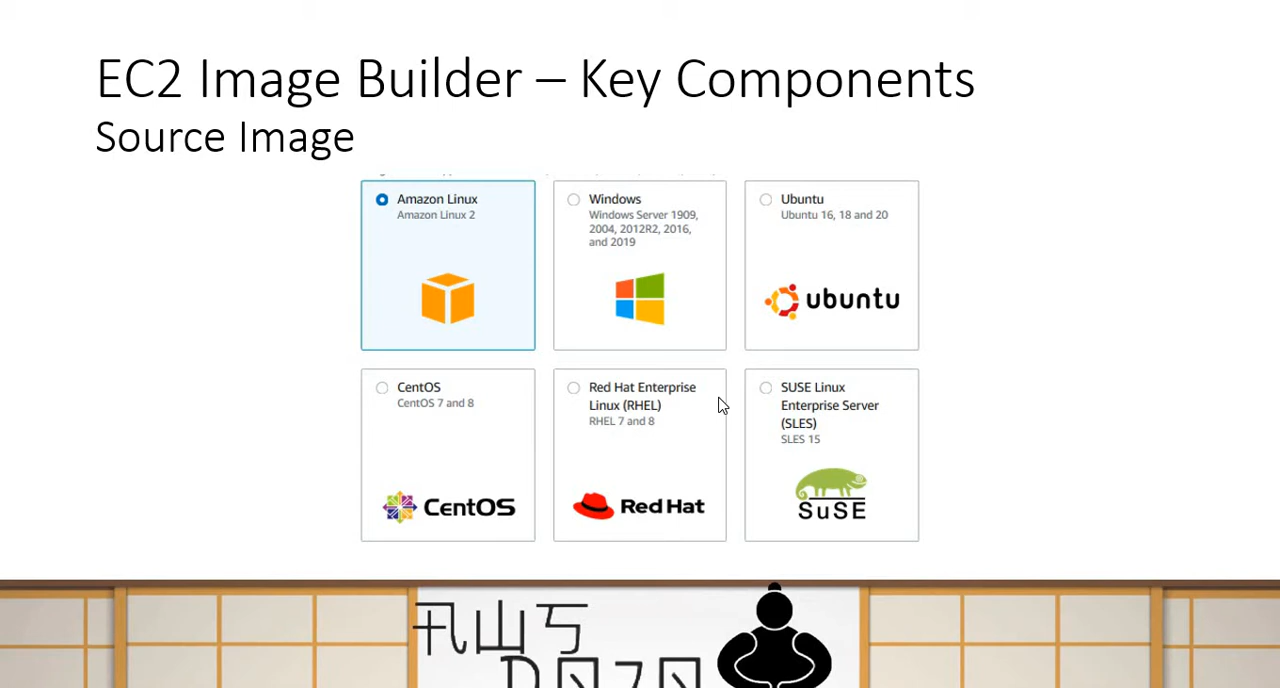 EC2 Image Builder – Key Components
Source Image
Amazon Linux
Amazon Linux 2
Windows
Windows Server 1909,
2004, 2012R2, 2016,
and 2019
Ubuntu
Ubuntu 16, 18 and 20
ubuntu
CentOS
CentOS 7 and 8
CentOS
Red Hat Enterprise
Linux (RHEL)
RHEL 7 and 8
Red Hat
SUSE Linux
Enterprise Server
(SLES)
SLES 15
SuSE